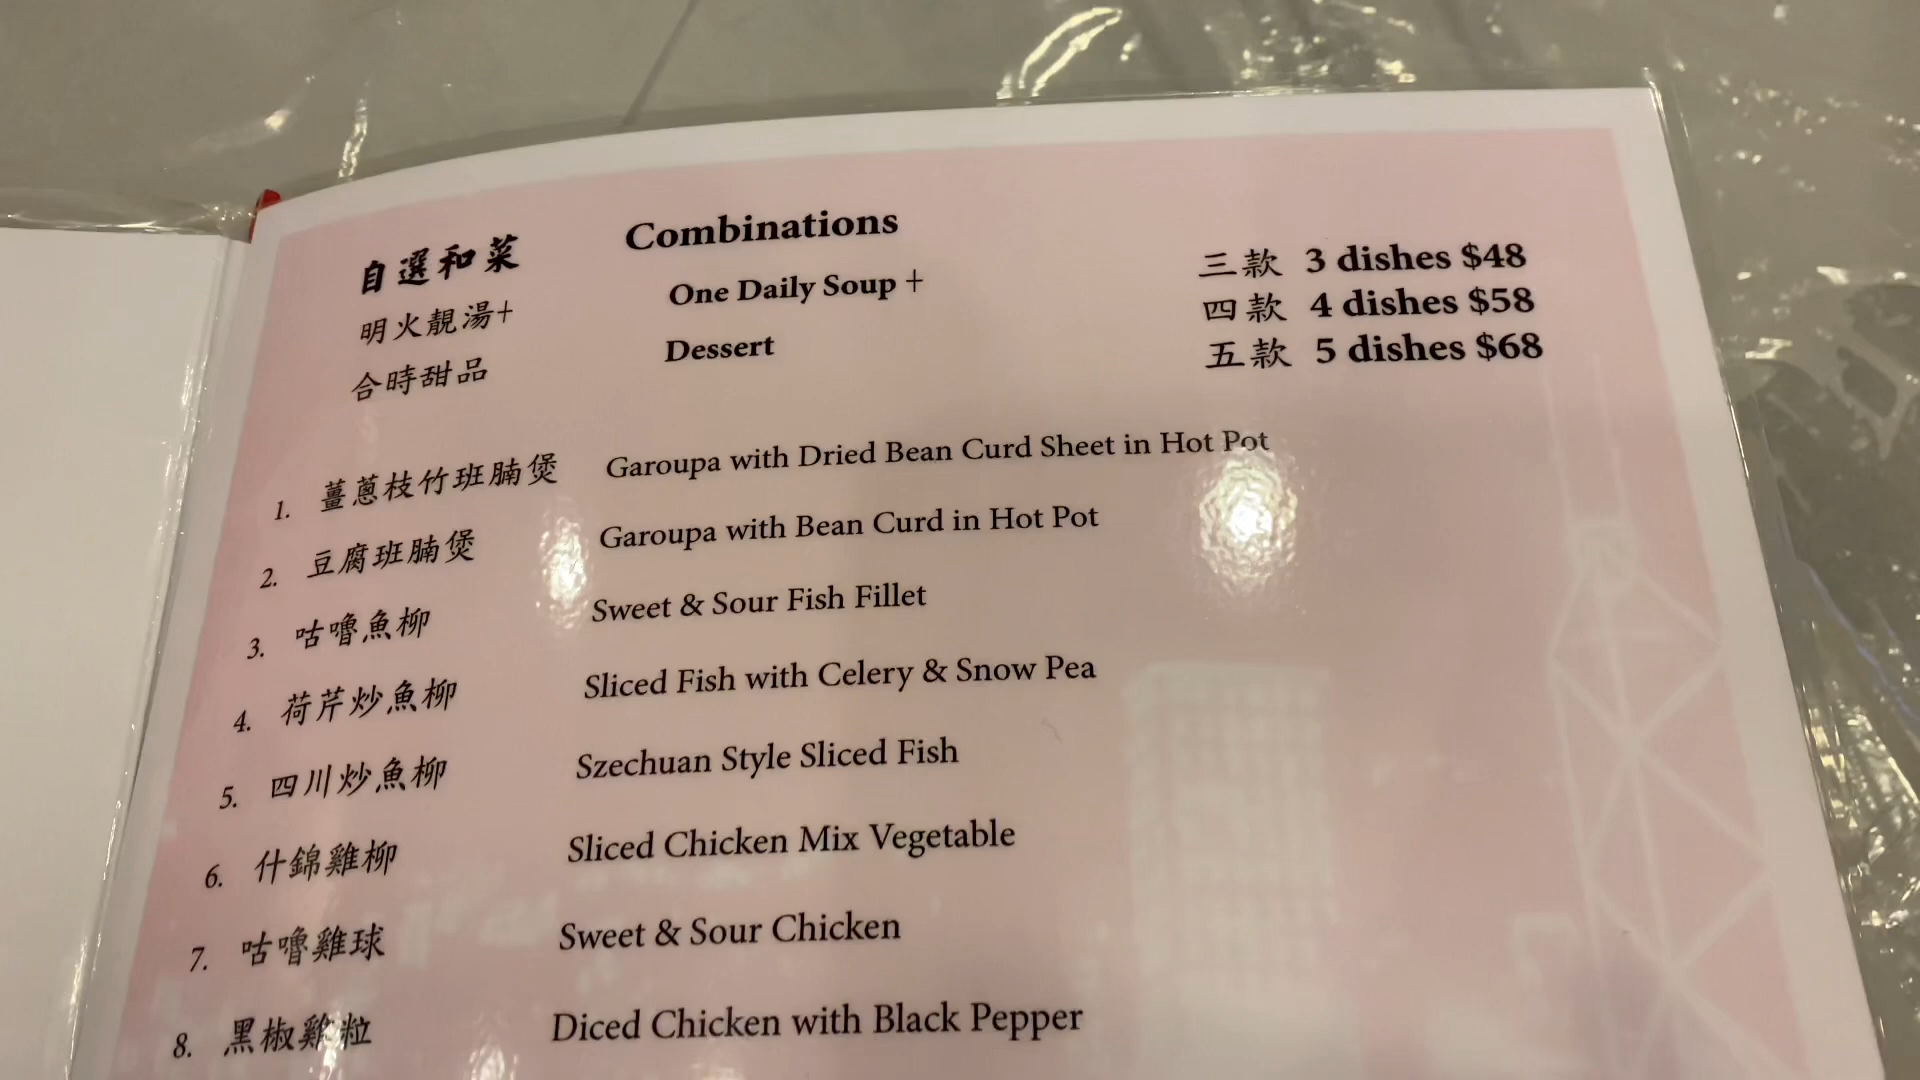 自選和菜 Combinations
明火靚湯+ One Daily Soup + 三款 3 dishes $48
四款 4 dishes $58
合時甜品 Dessert 五款 5 dishes $68
1. 薑蔥枝竹班腩煲 Garoupa with Dried Bean Curd Sheet in Hot Pot
2. 豆腐班腩煲 Garoupa with Bean Curd in Hot Pot
3. 咕嚕魚柳 Sweet & Sour Fish Fillet
4. 荷芹炒魚柳 Sliced Fish with Celery & Snow Pea
5. 四川炒魚柳 Szechuan Style Sliced Fish
6. 什錦雞柳 Sliced Chicken Mix Vegetable
7. 咕嚕雞球 Sweet & Sour Chicken
8. 黑椒雞粒 Diced Chicken with Black Pepper